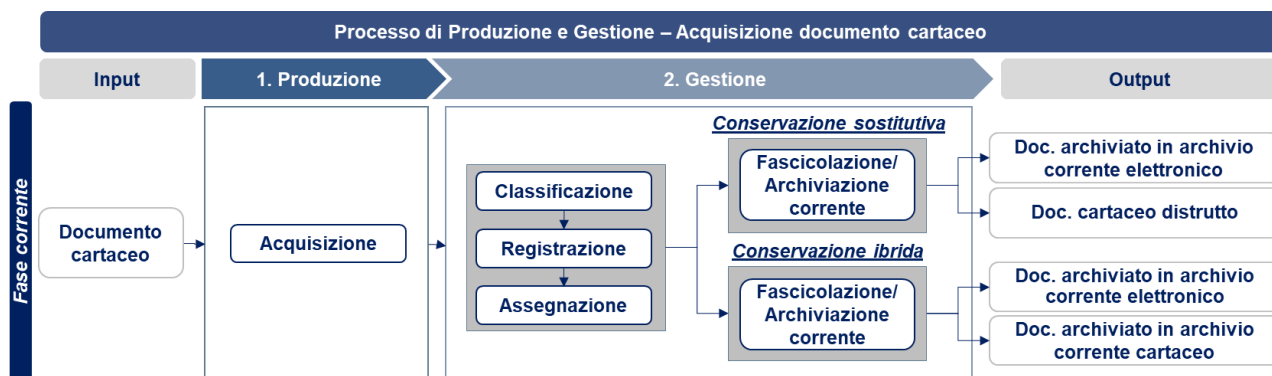 Processo di Produzione e Gestione – Acquisizione documento cartaceo
Input
1. Produzione
2. Gestione
Output
Fase corrente
Documento
cartaceo
Acquisizione
Classificazione
Registrazione
Assegnazione
Conservazione sostitutiva
Fascicolazione/
Archiviazione
corrente
Conservazione ibrida
Fascicolazione/
Archiviazione
corrente
Doc. archiviato in archivio
corrente elettronico
Doc. cartaceo distrutto
Doc. archiviato in archivio
corrente elettronico
Doc. archiviato in archivio
corrente cartaceo